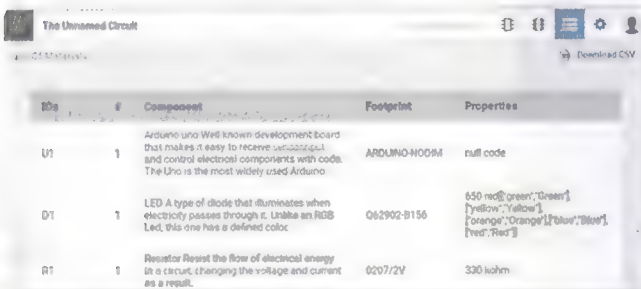 The Unnamed Circuit
Of Materials
Download CSV
IDs # Component Footprint Properties
Arduino uno Well known development board
that makes it easy to receive
U1 1 and control electrical components with code. ARDUINO-NODIM null code
The Uno is the most widely used Arduino
LED A type of diode that illuminates when
D1 1 electricity passes through it. Unlike an RGB Q62902-B156
Led, this one has a defined color.
650 red[["green","Green"],
["yellow","Yellow"],
["orange","Orange"],["blue","Blue"],
["red","Red"]]
Resistor Resist the flow of electrical energy
R1 1 in a circuit, changing the voltage and current 0207/2V 330 kohm
as a result.